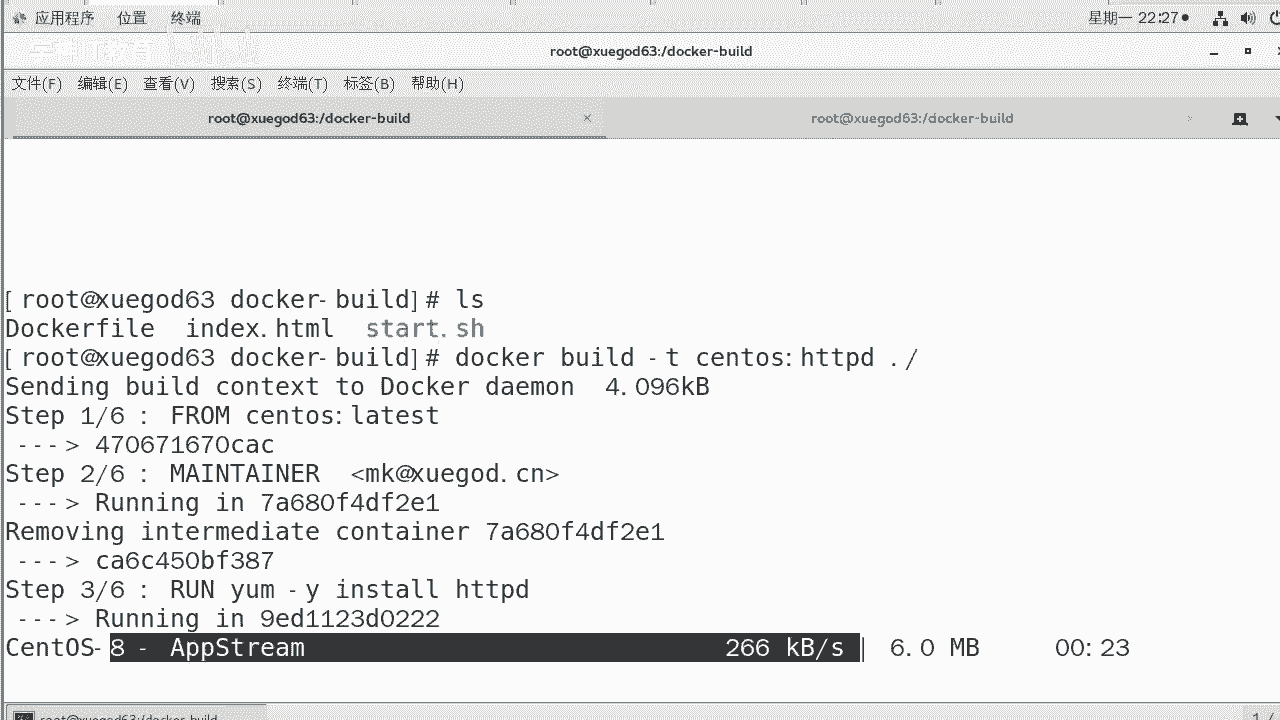 应用程序 位置 终端 星期一 22:27
root@xuegod63:/docker-build
文件(F) 编辑(E) 查看(V) 搜索(S) 终端(T) 标签(B) 帮助(H)
root@xuegod63:/docker-build × root@xuegod63:/docker-build
[root@xuegod63 docker-build]# ls
Dockerfile index.html start.sh
[root@xuegod63 docker-build]# docker build -t centos:httpd ./
Sending build context to Docker daemon 4.096kB
Step 1/6 : FROM centos:latest
---> 470671670cac
Step 2/6 : MAINTAINER <mk@xuegod.cn>
---> Running in 7a680f4df2e1
Removing intermediate container 7a680f4df2e1
---> ca6c450bf387
Step 3/6 : RUN yum -y install httpd
---> Running in 9ed1123d0222
CentOS-8 - AppStream 266 kB/s | 6.0 MB 00:23
root@xuegod63:/docker-build